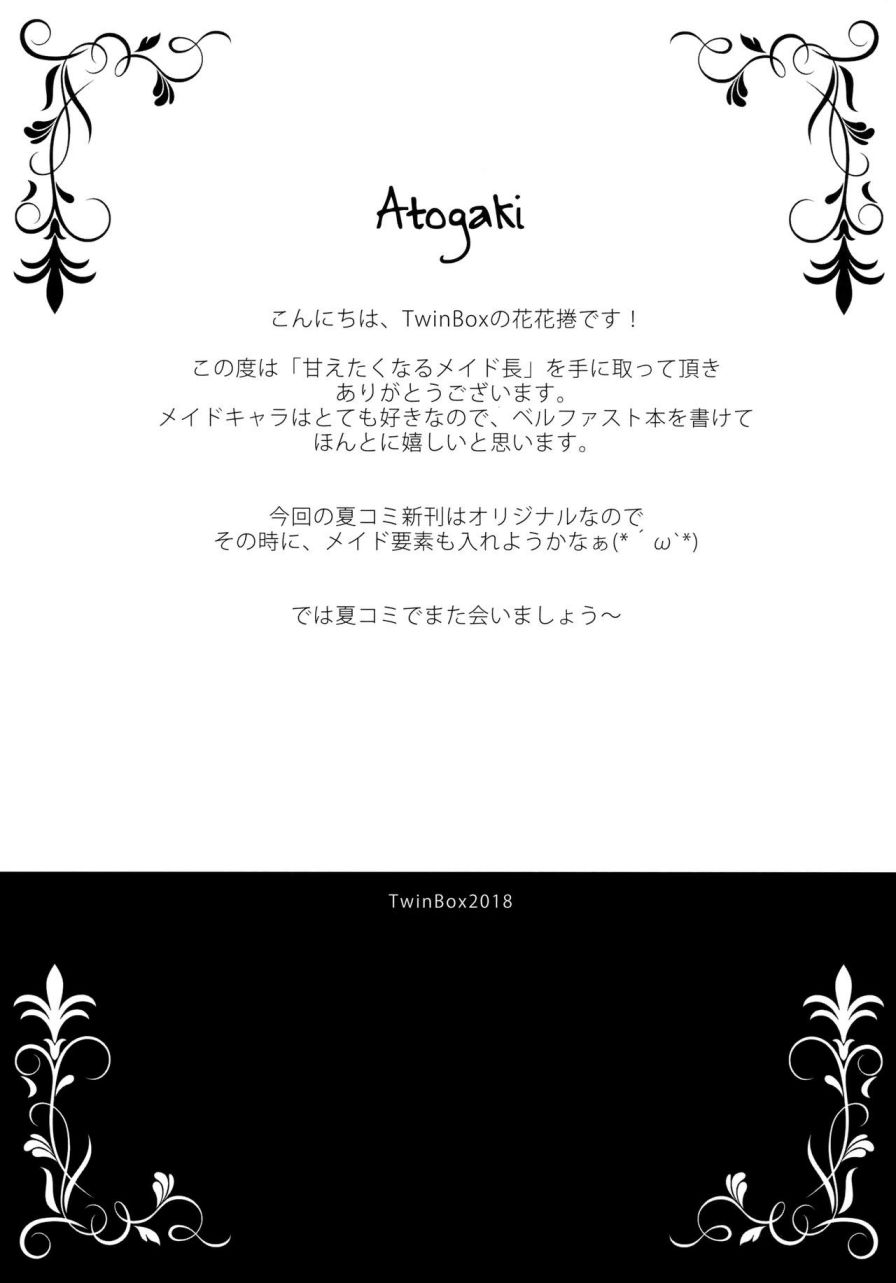 Atogaki
こんにちは、TwinBoxの花花捲です！
この度は「甘えたくなるメイド長」を手に取って頂き
ありがとうございます。
メイドキャラはとても好きなので、ベルファスト本を書けて
ほんとに嬉しいと思います。
今回の夏コミ新刊はオリジナルなので
その時に、メイド要素も入れようかなぁ(*´ω`*)
では夏コミでまた会いましょう～
TwinBox2018